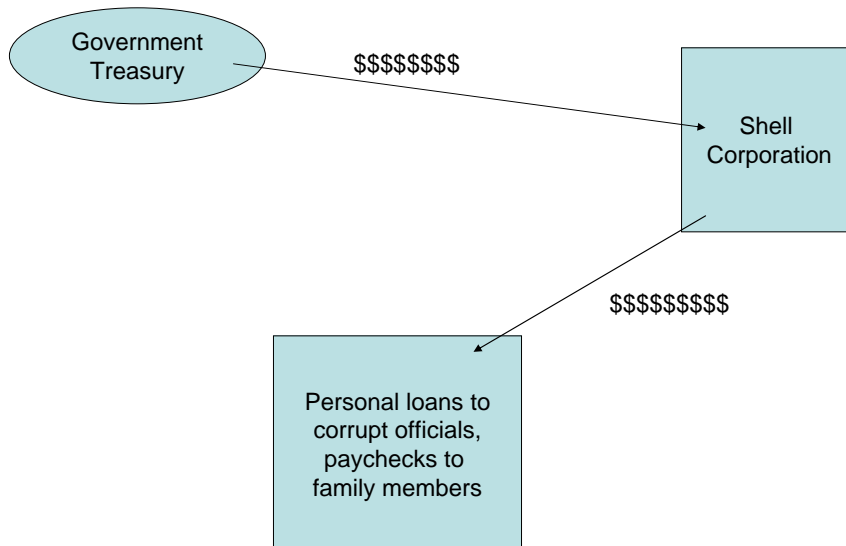 Government
Treasury
$$$$$$$$
Shell
Corporation
$$$$$$$$$
Personal loans to
corrupt officials,
paychecks to
family members